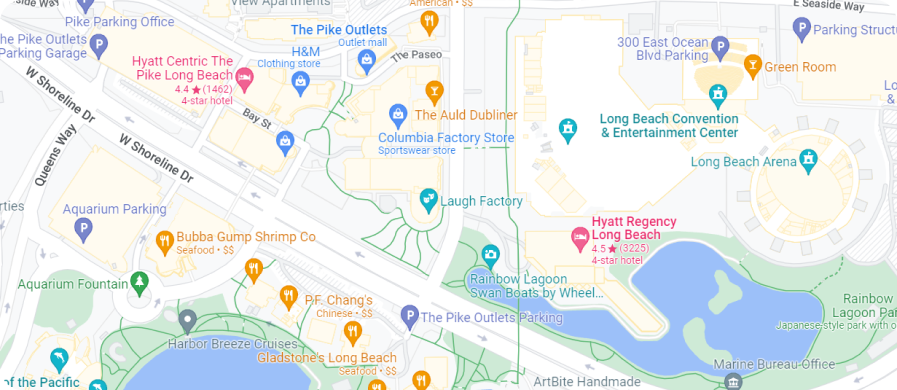 View Apartments
American • $$
E Seaside Way
Pike Parking Office
The Pike Outlets
Outlet mall
he Pike Outlets
Parking Garage
H&M
Clothing store
The Paseo
300 East Ocean
Blvd Parking
Parking Structu
Green Room
Hyatt Centric The
Pike Long Beach
4.4 ★ (1462)
4-star hotel
W Shoreline Dr
Bay St
The Auld Dubliner
Columbia Factory Store
Sportswear store
Long Beach Convention
& Entertainment Center
Lo
Long Beach Arena
Queens Way
W Shoreline Dr
rties
Aquarium Parking
Laugh Factory
Hyatt Regency
Long Beach
4.5 ★ (3225)
4-star hotel
Bubba Gump Shrimp Co
Seafood • $$
Aquarium Fountain
Rainbow Lagoon
Swan Boats by Wheel...
P.F. Chang's
Chinese • $$
The Pike Outlets Parking
Rainbow
Lagoon Pa
Japanese-style park with o
Harbor Breeze Cruises
Gladstone's Long Beach
Seafood • $$
Marine Bureau Office
of the Pacific
ArtBite Handmade